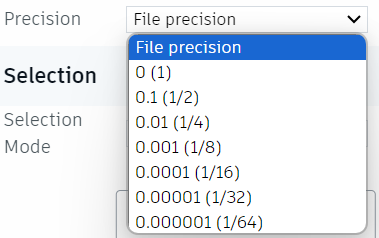 Precision
File precision
File precision
0 (1)
0.1 (1/2)
0.01 (1/4)
0.001 (1/8)
0.0001 (1/16)
0.00001 (1/32)
0.000001 (1/64)
Selection
Selection
Mode